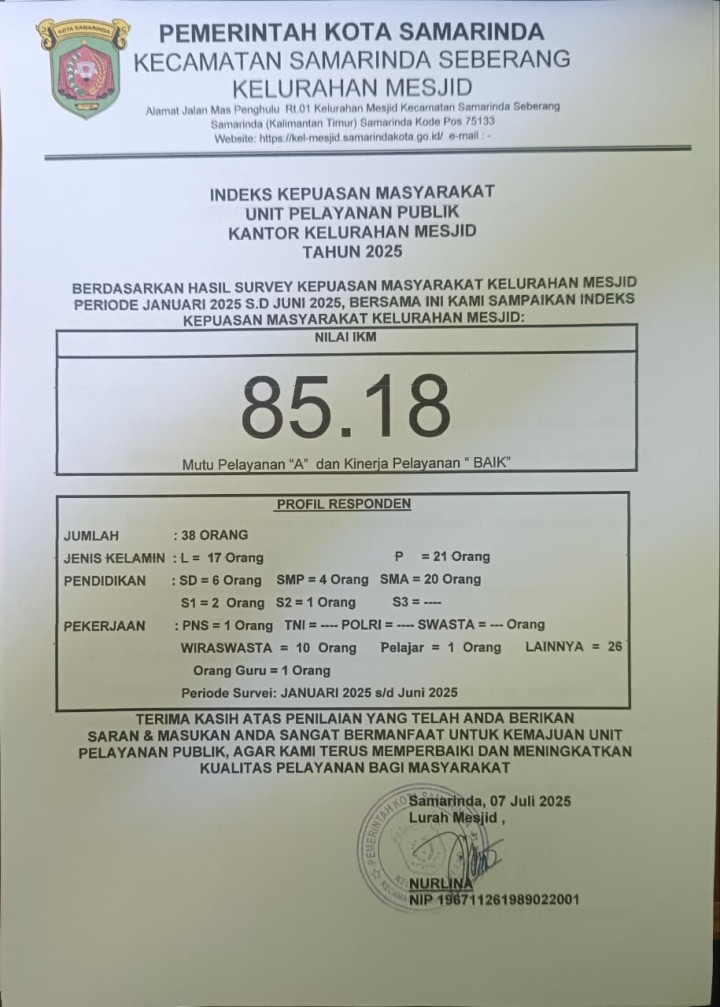 KOTA SAMARINDA
PEMERINTAH KOTA SAMARINDA
KECAMATAN SAMARINDA SEBERANG
KELURAHAN MESJID
Alamat Jalan Mas Penghulu Rt.01 Kelurahan Mesjid Kecamatan Samarinda Seberang
Samarinda (Kalimantan Timur) Samarinda Kode Pos 75133
Website: https://kel-mesjid.samarindakota.go.id/ e-mail : -
INDEKS KEPUASAN MASYARAKAT
UNIT PELAYANAN PUBLIK
KANTOR KELURAHAN MESJID
TAHUN 2025
BERDASARKAN HASIL SURVEY KEPUASAN MASYARAKAT KELURAHAN MESJID
PERIODE JANUARI 2025 S.D JUNI 2025, BERSAMA INI KAMI SAMPAIKAN INDEKS
KEPUASAN MASYARAKAT KELURAHAN MESJID:
NILAI IKM
85.18
Mutu Pelayanan “A” dan Kinerja Pelayanan “ BAIK”
PROFIL RESPONDEN
JUMLAH : 38 ORANG
JENIS KELAMIN : L = 17 Orang P = 21 Orang
PENDIDIKAN : SD = 6 Orang SMP = 4 Orang SMA = 20 Orang
S1 = 2 Orang S2 = 1 Orang S3 = ----
PEKERJAAN : PNS = 1 Orang TNI = ---- POLRI = ---- SWASTA = --- Orang
WIRASWASTA = 10 Orang Pelajar = 1 Orang LAINNYA = 26
Orang Guru = 1 Orang
Periode Survei: JANUARI 2025 s/d Juni 2025
TERIMA KASIH ATAS PENILAIAN YANG TELAH ANDA BERIKAN
SARAN & MASUKAN ANDA SANGAT BERMANFAAT UNTUK KEMAJUAN UNIT
PELAYANAN PUBLIK, AGAR KAMI TERUS MEMPERBAIKI DAN MENINGKATKAN
KUALITAS PELAYANAN BAGI MASYARAKAT
Samarinda, 07 Juli 2025
Lurah Mesjid ,
PEMERINTAH KOTA
NURLINA
NIP 196711261989022001